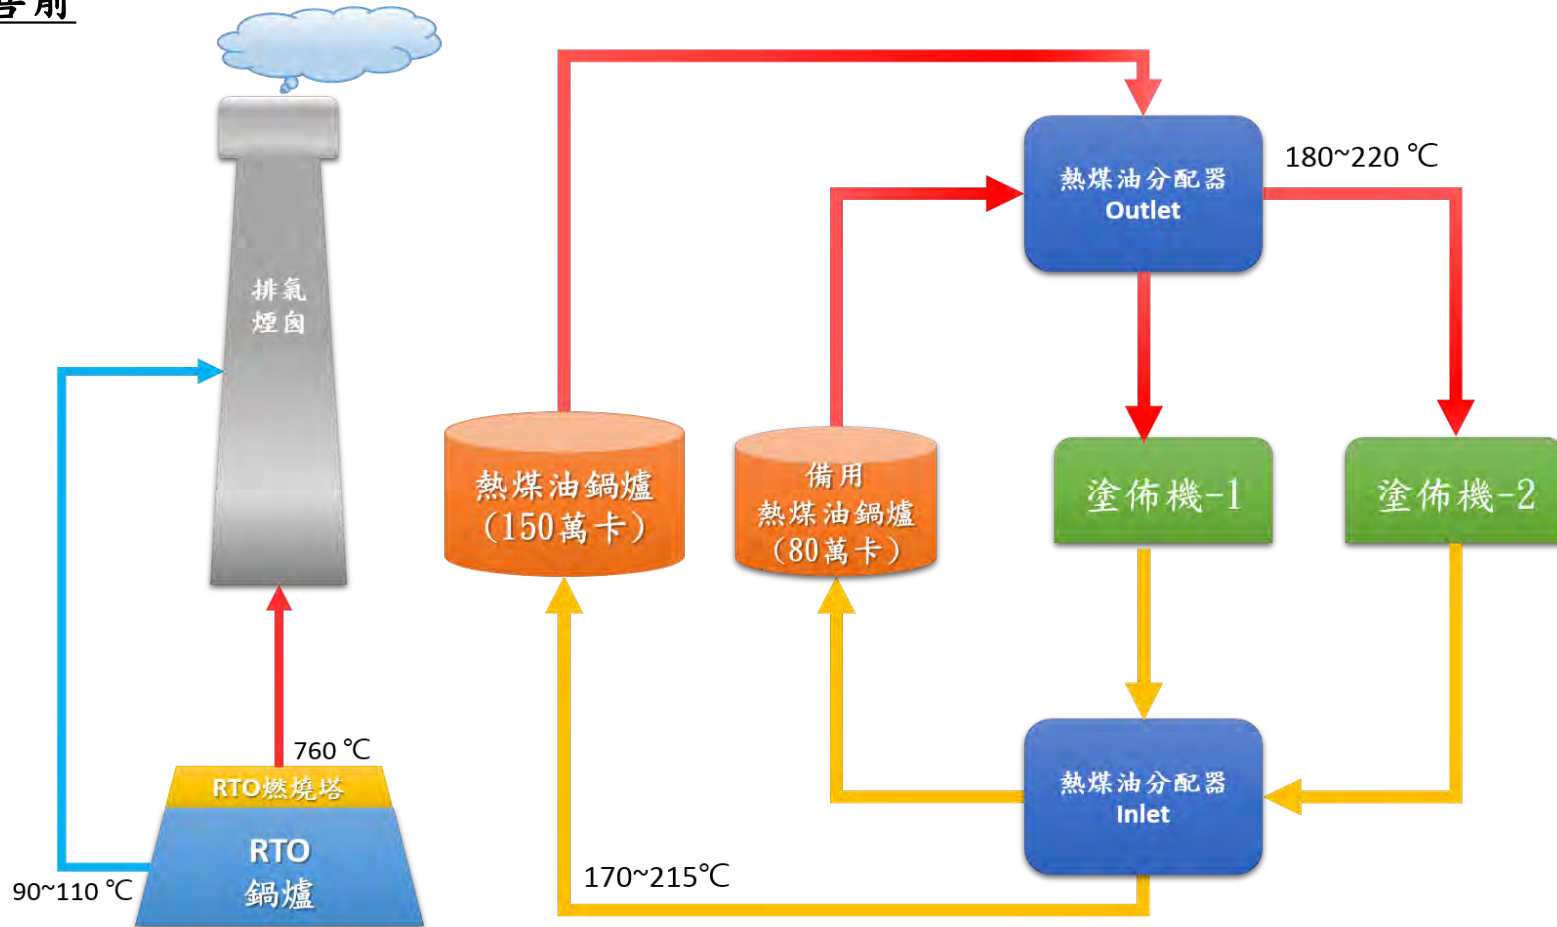 善前
180~220 ℃
熱煤油分配器
Outlet
排氣
煙囪
熱煤油鍋爐
(150萬卡)
備用
熱煤油鍋爐
(80萬卡)
塗佈機-1
塗佈機-2
760 ℃
RTO燃燒塔
RTO
鍋爐
90~110 ℃
熱煤油分配器
Inlet
170~215℃